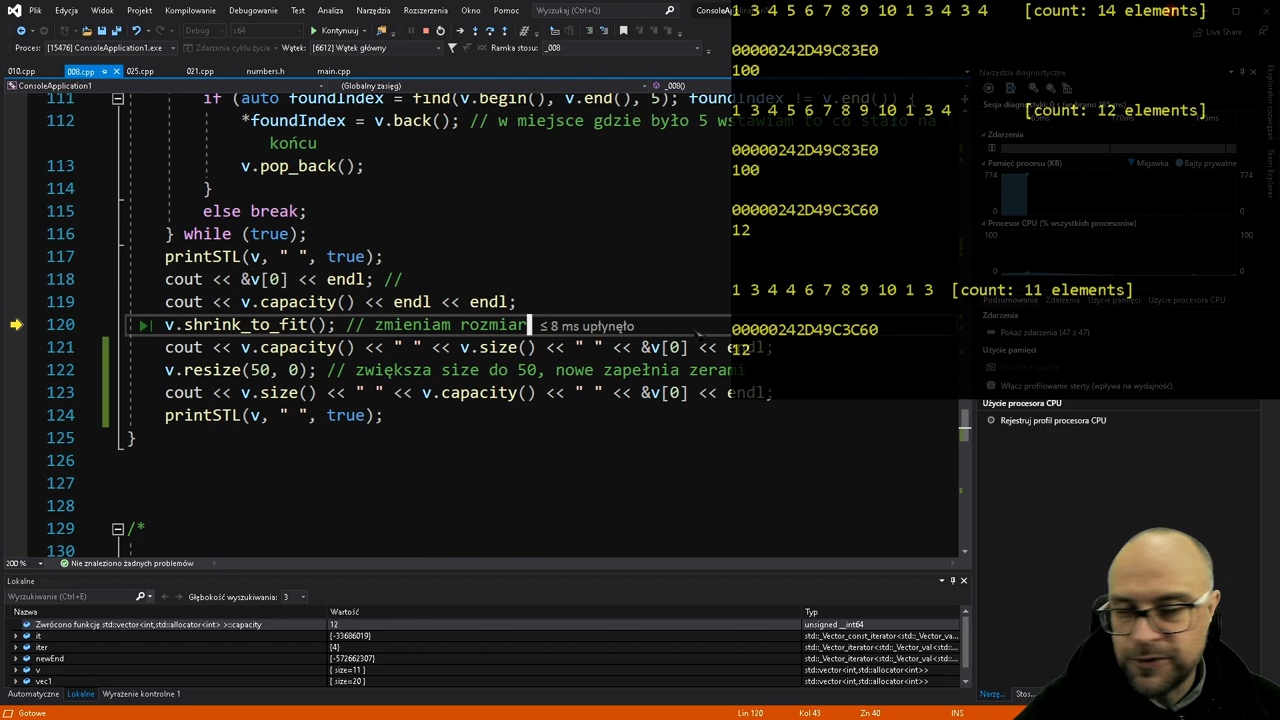 Plik Edycja Widok Projekt Kompilowanie Debugowanie Test Analiza Narzędzia Rozszerzenia Okno Pomoc Wyszukaj (Ctrl+Q)
Debug x64 Kontynuuj Live Share
Proces: [15476] ConsoleApplication1.exe Zdarzenia cyklu życia Wątek: [6612] Wątek główny Ramka stosu: _008
010.cpp 008.cpp 025.cpp 021.cpp numbers.h main.cpp
ConsoleApplication1 (Globalny zasięg) _008()
111 if (auto foundIndex = find(v.begin(), v.end(), 5); foundIndex != v.end()) {
112 *foundIndex = v.back(); // w miejsce gdzie było 5 wstawiam to co stało na
końcu
113 v.pop_back();
114 }
115 else break;
116 } while (true);
117 printSTL(v, " ", true);
118 cout << &v[0] << endl; //
119 cout << v.capacity() << endl << endl;
120 v.shrink_to_fit(); // zmieniam rozmiar ≤ 8 ms upłynęło
121 cout << v.capacity() << " " << v.size() << " " << &v[0] << endl;
122 v.resize(50, 0); // zwiększa size do 50, nowe zapełnia zerami
123 cout << v.size() << " " << v.capacity() << " " << &v[0] << endl;
124 printSTL(v, " ", true);
125 }
126
127
128
129 /*
130
1 3 4 5 6 7 8 9 10 1 3 4 3 4 [count: 14 elements]
00000242D49C83E0
100
1 3 4 5 6 7 8 9 10 1 3 4 [count: 12 elements]
00000242D49C83E0
100
00000242D49C3C60
12
1 3 4 4 6 7 8 9 10 1 3 [count: 11 elements]
00000242D49C3C60
12
Narzędzia diagnostyczne
Zdarzenia
Pamięć procesu (KB) Migawka Bajty prywatne
774 774
0 0
Procesor CPU (% wszystkich procesorów)
100 100
0 0
Podsumowanie Zdarzenia Użycie pamięci
Zdarzenia
Pokaż zdarzenia (47 z 47)
Użycie pamięci
Włącz profilowanie sterty (wpływa na wydajność)
Użycie procesora CPU
Rejestruj profil procesora CPU
Eksplorator rozwiązań
Team Explorer
200 % Nie znaleziono żadnych problemów
Lokalne
Wyszukiwanie (Ctrl+E) Głębokość wyszukiwania: 3
Nazwa Wartość Typ
Zwrócono funkcję std::vector<int,std::allocator<int> >::capacity 12 unsigned __int64
it {-33686019} std::_Vector_const_iterator<std::_Vector_va...
iter {4} std::_Vector_iterator<std::_Vector_val<std::...
newEnd {-572662307} std::_Vector_iterator<std::_Vector_val<std::...
v { size=11 } std::vector<int,std::allocator<int>>
vec1 { size=20 } std::vector<int,std::allocator<int>>
Automatyczne Lokalne Wyrażenie kontrolne 1 Narzę... Stos...
Gotowe Lin 120 Kol 43 Zn 40 INS